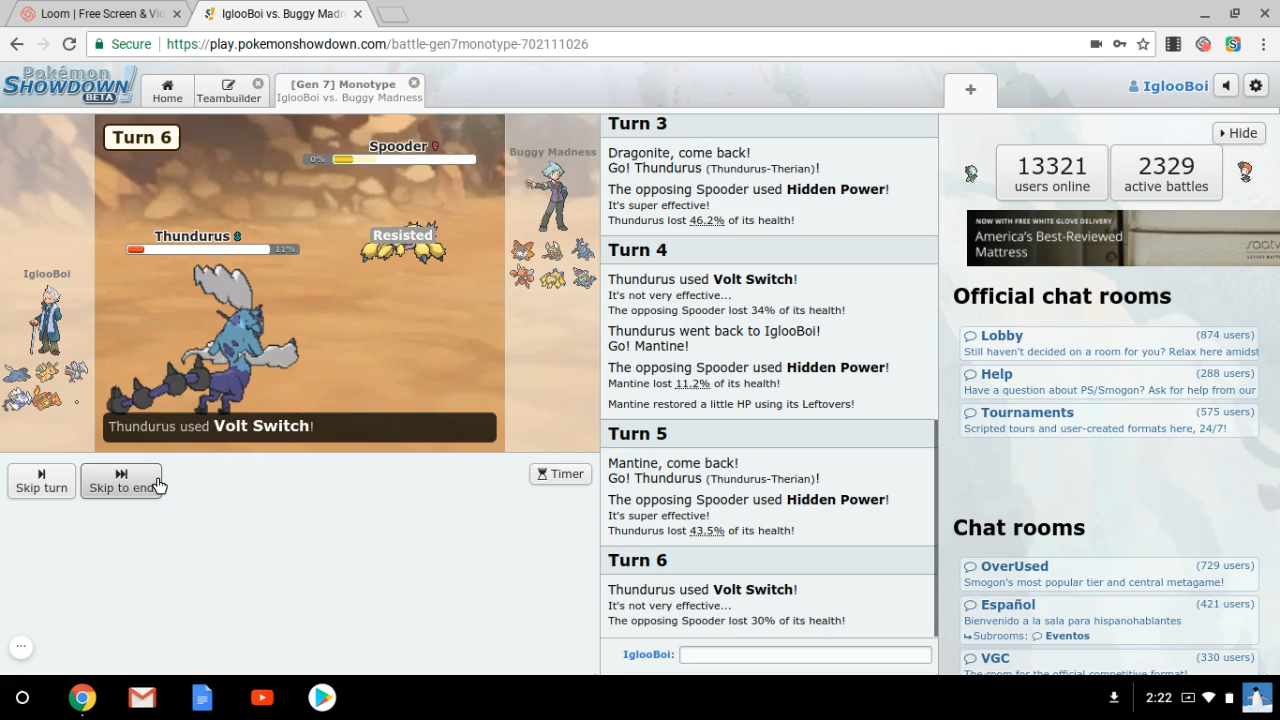 Loom | Free Screen & Vid
IglooBoi vs. Buggy Madn
Secure
https://play.pokemonshowdown.com/battle-gen7monotype-702111026
Pokémon
SHOWDOWN!
BETA
Home
Teambuilder
[Gen 7] Monotype
IglooBoi vs. Buggy Madness
+
IglooBoi
Turn 6
Spooder
0%
Thundurus
11%
Resisted
IglooBoi
Buggy Madness
Thundurus used Volt Switch!
Skip turn
Skip to end
Timer
Turn 3
Dragonite, come back!
Go! Thundurus (Thundurus-Therian)!
The opposing Spooder used Hidden Power!
It's super effective!
Thundurus lost 46.2% of its health!
Turn 4
Thundurus used Volt Switch!
It's not very effective...
The opposing Spooder lost 34% of its health!
Thundurus went back to IglooBoi!
Go! Mantine!
The opposing Spooder used Hidden Power!
Mantine lost 11.2% of its health!
Mantine restored a little HP using its Leftovers!
Turn 5
Mantine, come back!
Go! Thundurus (Thundurus-Therian)!
The opposing Spooder used Hidden Power!
It's super effective!
Thundurus lost 43.5% of its health!
Turn 6
Thundurus used Volt Switch!
It's not very effective...
The opposing Spooder lost 30% of its health!
IglooBoi:
Hide
13321
users online
2329
active battles
NOW WITH FREE WHITE GLOVE DELIVERY
America's Best-Reviewed
Mattress
saatv
Official chat rooms
Lobby (874 users)
Still haven't decided on a room for you? Relax here amidst
Help (288 users)
Have a question about PS/Smogon? Ask for help from our
Tournaments (575 users)
Scripted tours and user-created formats here, 24/7!
Chat rooms
OverUsed (729 users)
Smogon's most popular tier and central metagame!
Español (421 users)
Bienvenido a la sala para hispanohablantes
Subrooms: Eventos
VGC (330 users)
The room for the official competitive format!
2:22